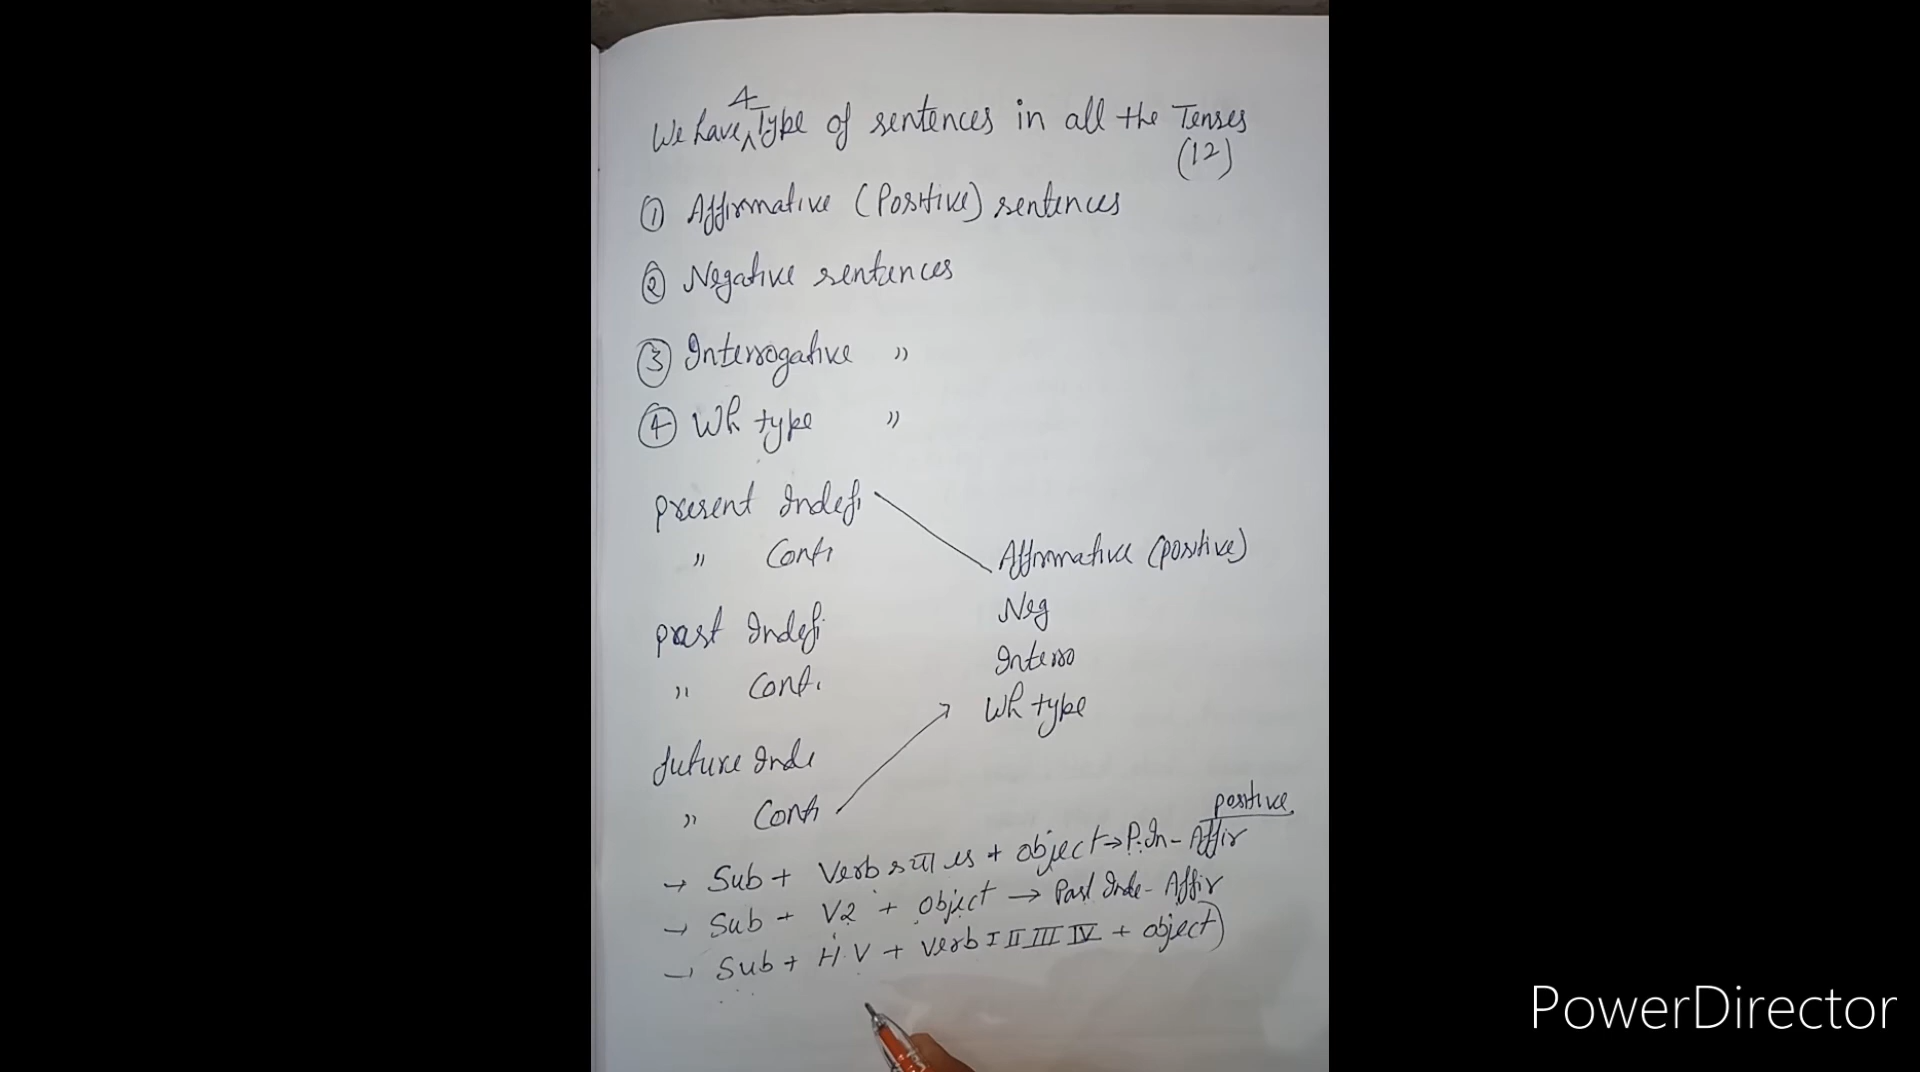 We have 4 Type of sentences in all the Tenses
(12)
① Affirmative (Positive) sentences
② Negative sentences
③ Interrogative "
④ Wh type "
present Indefi
" Conti
Affirmative (positive)
Neg
past Indefi
Interro
" Conti.
Wh type
future Inde
" Conti
positive
→ Sub + Verb + object → P.In - Affir
→ Sub + V2 + object → Past Inde - Affir
→ Sub + H.V + verb I II III IV + object)
PowerDirector